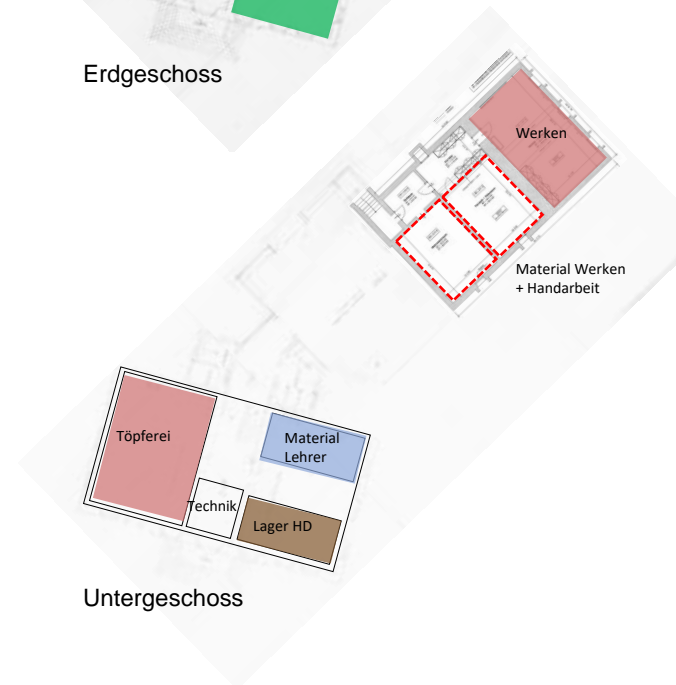 Erdgeschoss
Werken
Material Werken
+ Handarbeit
Töpferei
Material
Lehrer
Technik
Lager HD
Untergeschoss